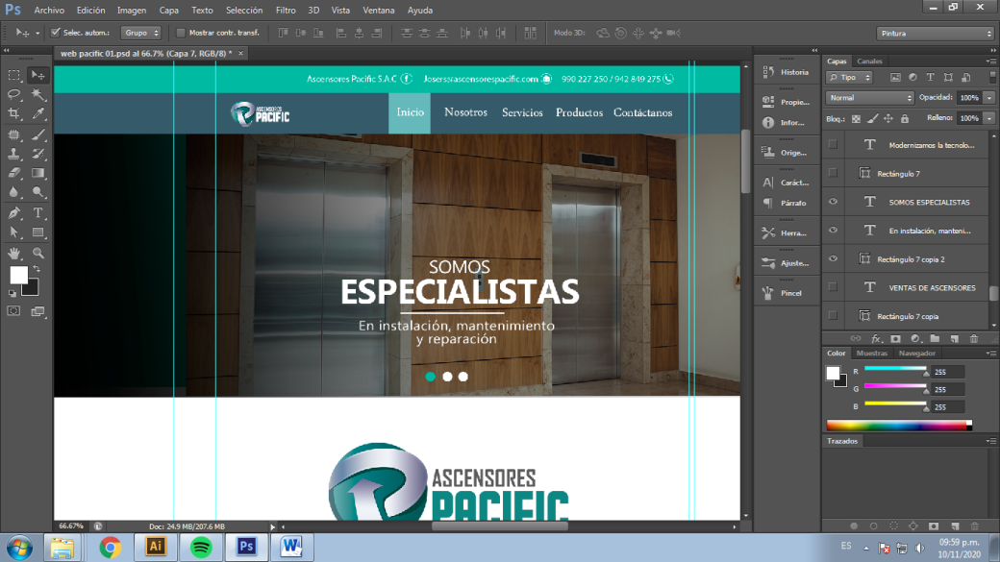 Ps Archivo Edición Imagen Capa Texto Selección Filtro 3D Vista Ventana Ayuda
Selec. autom.: Grupo Mostrar contr. transf. Modo 3D: Pintura
web pacific 01.psd al 66.7% (Capa 7, RGB/8) * ×
Ascensores Pacific S.A.C Josers@ascensorespacific.com 990 227 250 / 942 849 275
ASCENSORES
PACIFIC
Inicio Nosotros Servicios Productos Contáctanos
SOMOS
ESPECIALISTAS
En instalación, mantenimiento
y reparación
ASCENSORES
PACIFIC
66.67% Doc: 24.9 MB/207.6 MB
Historia
Propie...
Infor...
Orige...
Caráct...
Párrafo
Herra...
Ajuste...
Pincel
Capas Canales
Tipo
Normal Opacidad: 100%
Bloq.: Relleno: 100%
T Modernizamos la tecnolo...
Rectángulo 7
T SOMOS ESPECIALISTAS
T En instalación, manteni...
Rectángulo 7 copia 2
T VENTAS DE ASCENSORES
Rectángulo 7 copia
fx
Color Muestras Navegador
R 255
G 255
B 255
Trazados
Ai Ps W ES 09:59 p.m.
10/11/2020